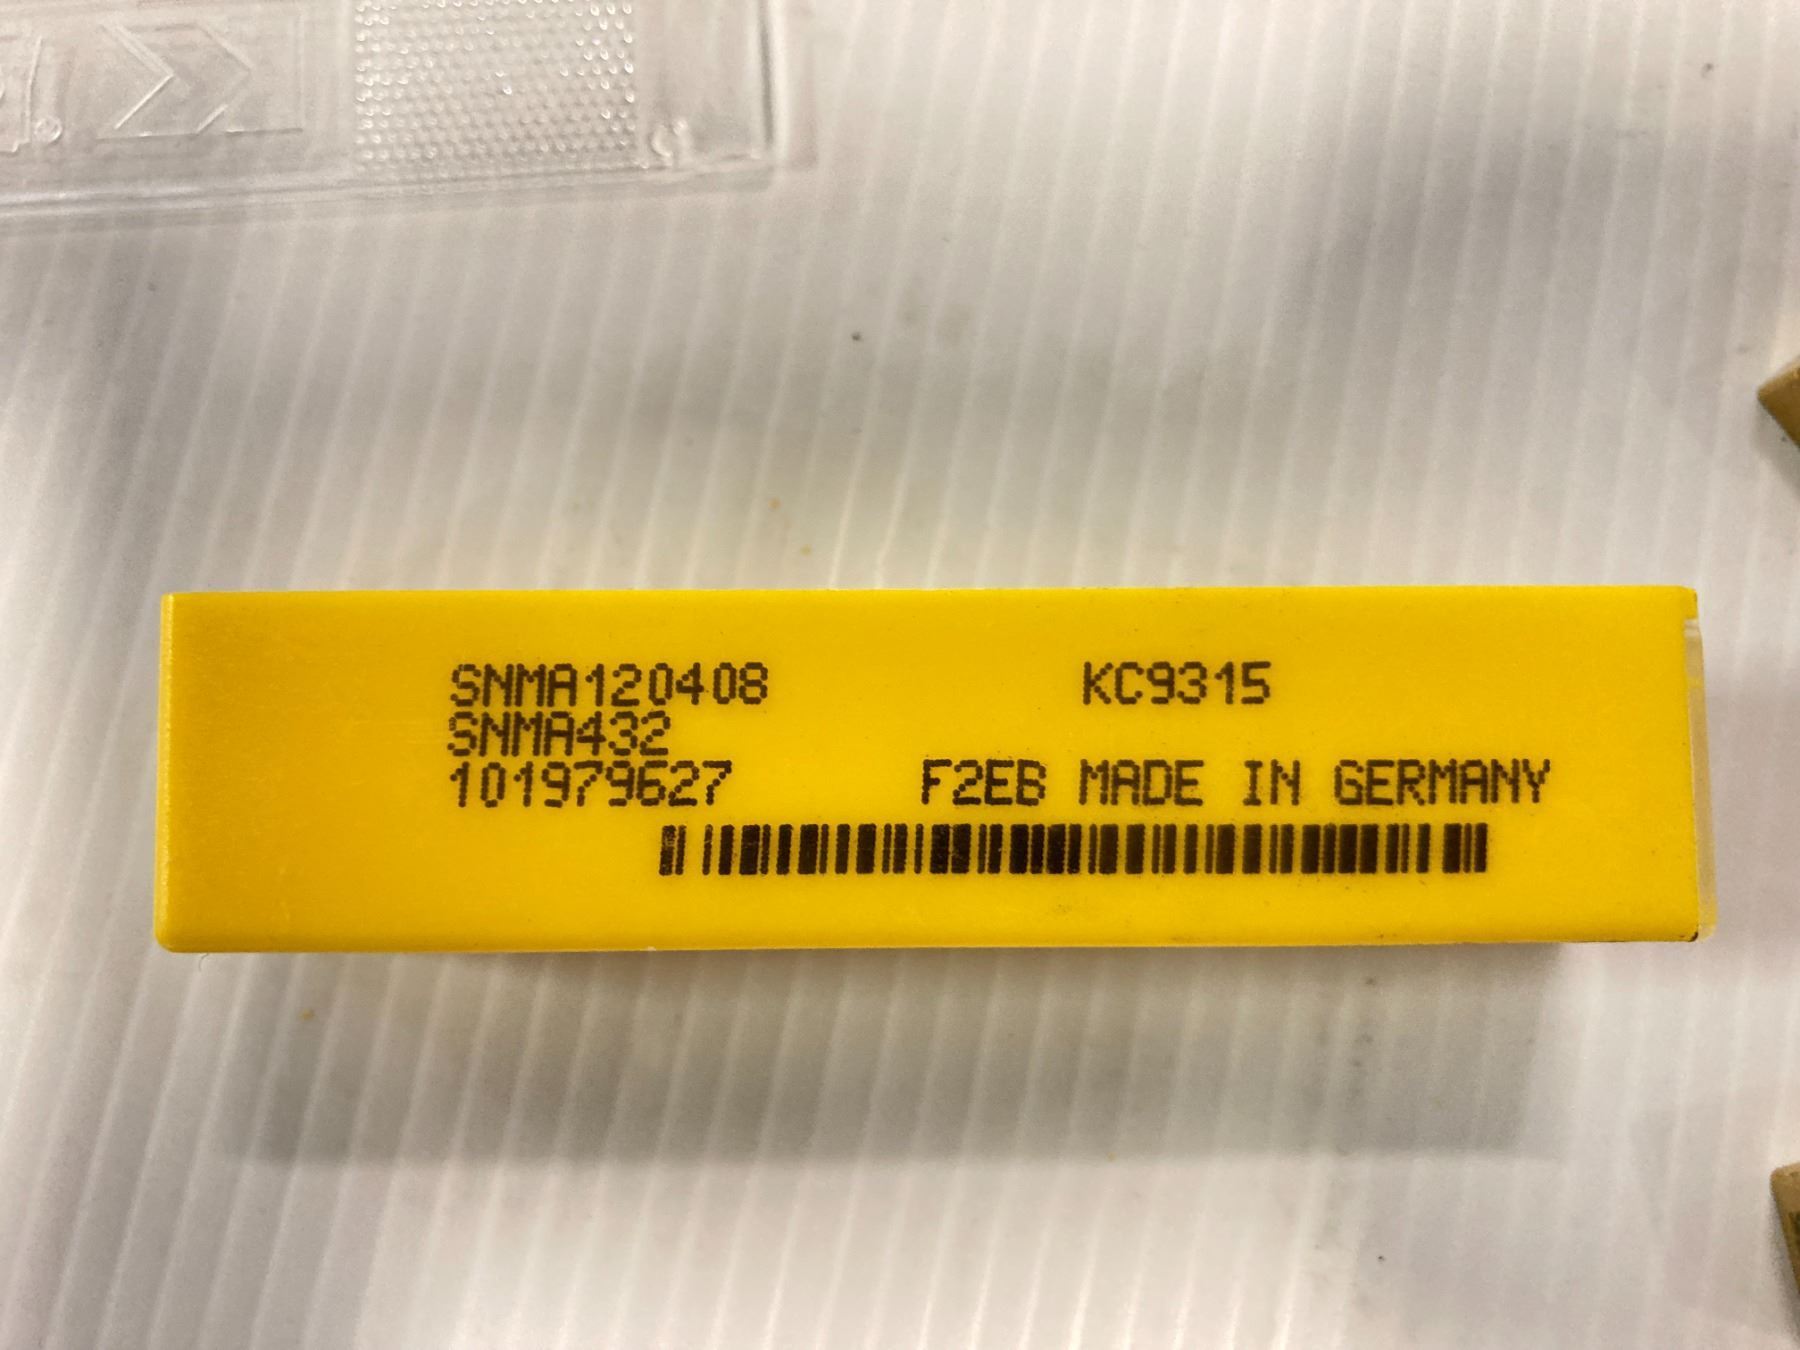 SNMA120408 KC9315
SNMA432
101979627 F2EB MADE IN GERMANY